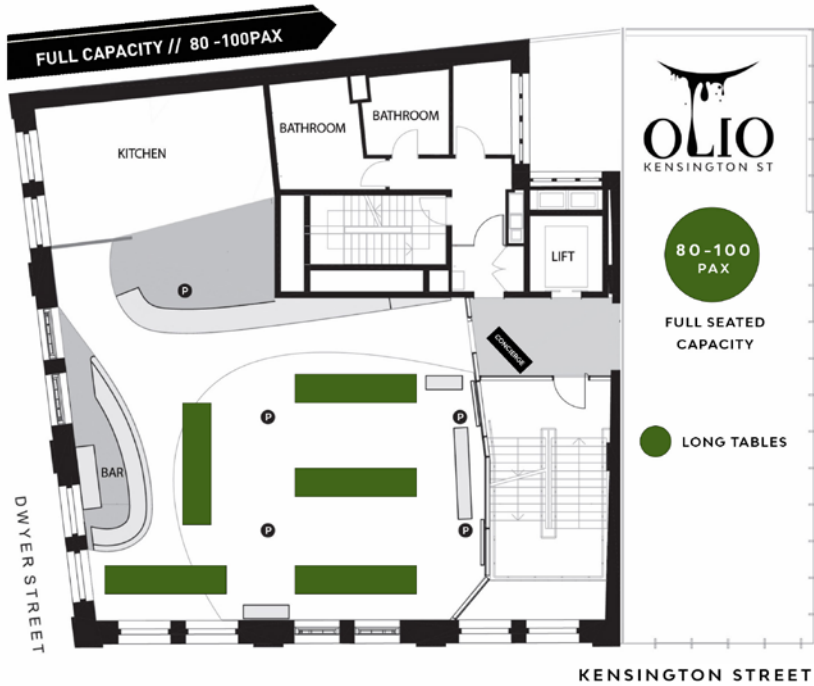 FULL CAPACITY // 80 -100PAX
OLIO
KENSINGTON ST
BATHROOM
BATHROOM
KITCHEN
LIFT
80-100
PAX
P
FULL SEATED
CAPACITY
CONCIERGE
P
P
LONG TABLES
BAR
P
P
DWYER STREET
KENSINGTON STREET